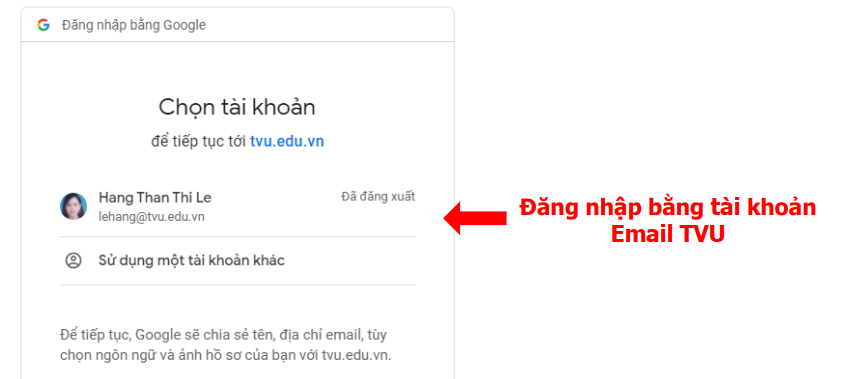 Đăng nhập bằng Google
Chọn tài khoản
để tiếp tục tới tvu.edu.vn
Hang Than Thi Le
Đã đăng xuất
lehang@tvu.edu.vn
Sử dụng một tài khoản khác
Để tiếp tục, Google sẽ chia sẻ tên, địa chỉ email, tùy
chọn ngôn ngữ và ảnh hồ sơ của bạn với tvu.edu.vn.
Đăng nhập bằng tài khoản
Email TVU